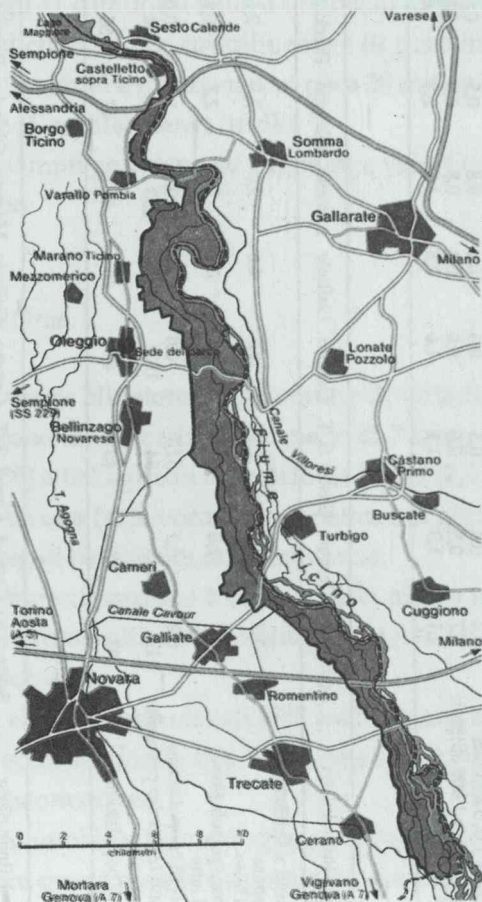 Lago
Maggiore
Sesto Calende
Varese
Sempione
Castelletto
sopra Ticino
Alessandria
Borgo
Ticino
Somma
Lombardo
Varallo Pombia
Gallarate
Marano Ticino
Mezzomerico
Milano
Oleggio
Sede del parco
Lonate
Pozzolo
Sempione
(SS 229)
Bellinzago
Novarese
Canale
Villoresi
Fiume
Ticino
Castano
Primo
Buscate
T. Agogna
Turbigo
Càmeri
Cuggiono
Torino
Aosta
(A 5)
Canale Cavour
Galliate
Milano
Novara
Romentino
Trecate
Cerano
0 2 4 6 8 10
chilometri
Mortara
Genova (A 7)
Vigevano
Genova (A 7)